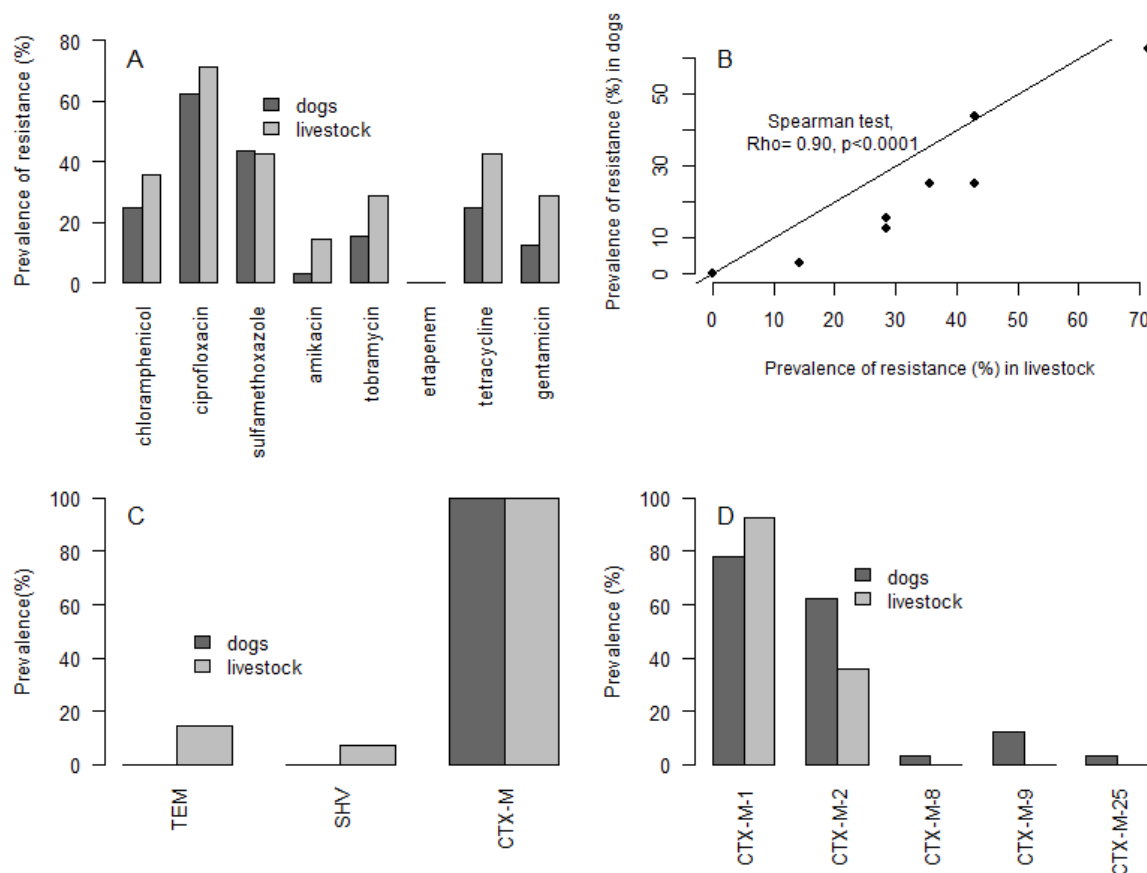 A
Prevalence of resistance (%)
80
60
40
20
0
dogs
livestock
chloramphenicol
ciprofloxacin
sulfamethoxazole
amikacin
tobramycin
ertapenem
tetracycline
gentamicin
B
Prevalence of resistance (%) in dogs
50
30
10
0
Spearman test,
Rho= 0.90, p<0.0001
0 10 20 30 40 50 60 70
Prevalence of resistance (%) in livestock
C
Prevalence(%)
100
80
60
40
20
0
dogs
livestock
TEM
SHV
CTX-M
D
Prevalence (%)
100
80
60
40
20
0
dogs
livestock
CTX-M-1
CTX-M-2
CTX-M-8
CTX-M-9
CTX-M-25